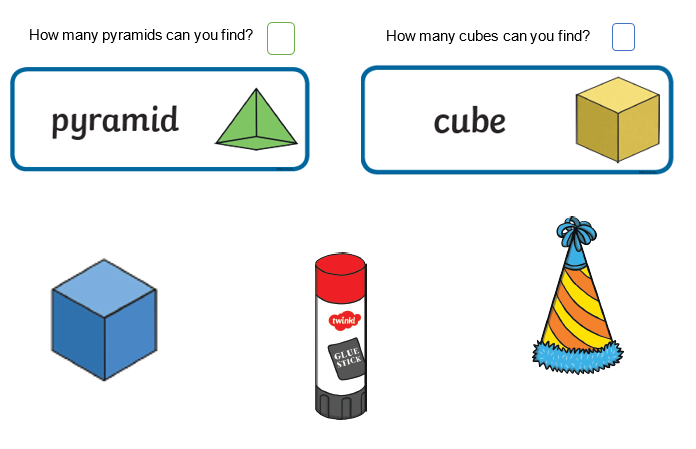 How many pyramids can you find?
How many cubes can you find?
pyramid
cube
twinkl
GLUE
STICK